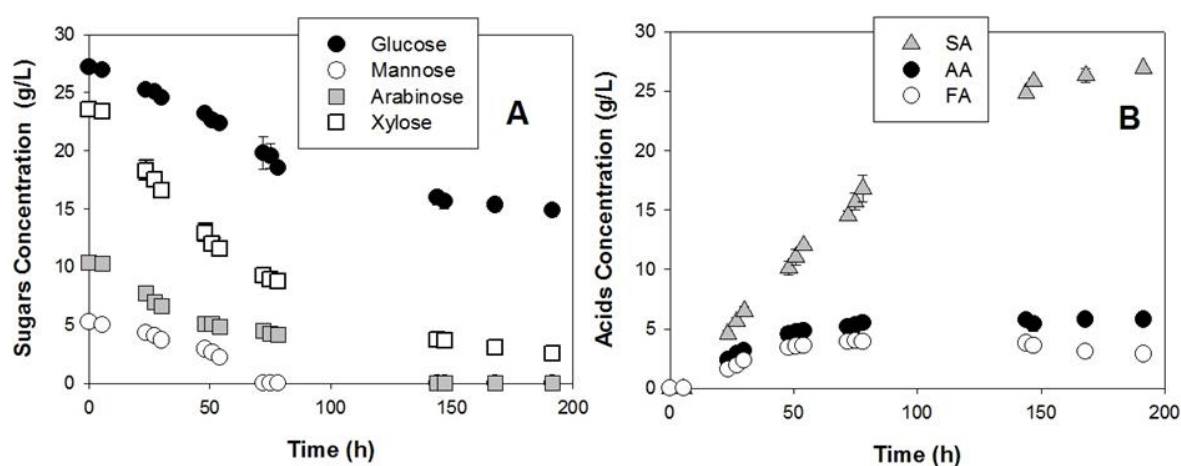 Glucose
Mannose
Arabinose
Xylose
A
Sugars Concentration (g/L)
30
25
20
15
10
5
0
0 50 100 150 200
Time (h)
SA
AA
FA
B
Acids Concentration (g/L)
30
25
20
15
10
5
0
0 50 100 150 200
Time (h)